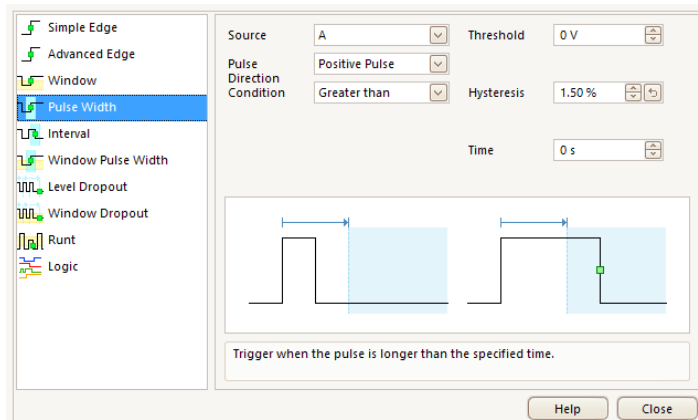 Simple Edge
Advanced Edge
Window
Pulse Width
Interval
Window Pulse Width
Level Dropout
Window Dropout
Runt
Logic
Source A Threshold 0 V
Pulse Positive Pulse
Direction
Condition Greater than Hysteresis 1.50 %
Time 0 s
Trigger when the pulse is longer than the specified time.
Help Close